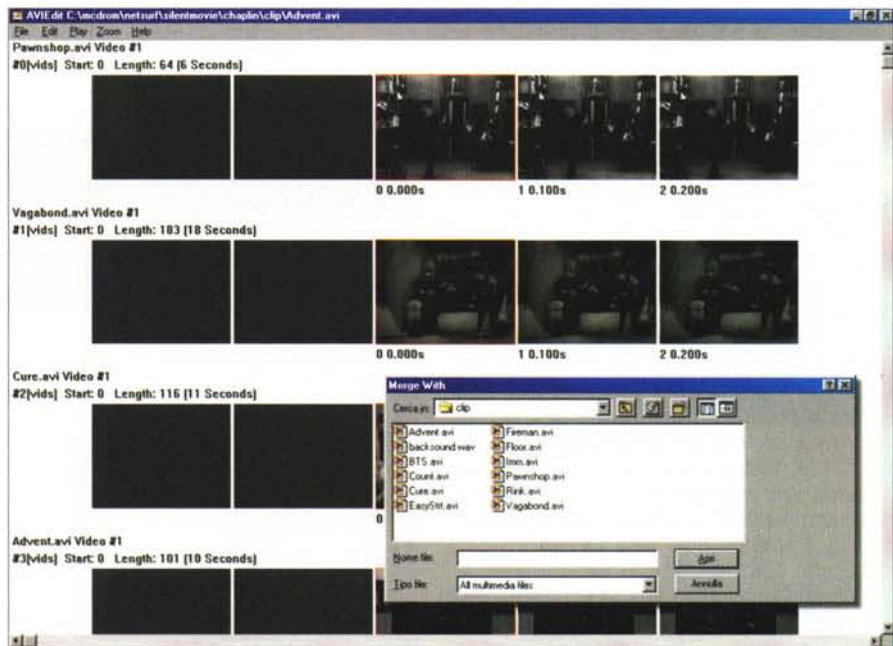 AVIEdit C:\mcdrom\netsurf\silentmovie\chaplin\clip\Advent.avi
File Edit Play Zoom Help
Pawnshop.avi Video #1
#0[vids] Start: 0 Length: 64 (6 Seconds)
0 0.000s 1 0.100s 2 0.200s
Vagabond.avi Video #1
#1[vids] Start: 0 Length: 183 (18 Seconds)
0 0.000s 1 0.100s 2 0.200s
Cure.avi Video #1
#2[vids] Start: 0 Length: 116 (11 Seconds)
0
Merge With
Cerca in: clip
Advent.avi Fireman.avi
backsound.wav Floor.avi
BTS.avi Imm.avi
Count.avi Pawnshop.avi
Cure.avi Rink.avi
EasyStrt.avi Vagabond.avi
Nome file: Apri
Tipo file: All multimedia files Annulla
Advent.avi Video #1
#3[vids] Start: 0 Length: 101 (10 Seconds)